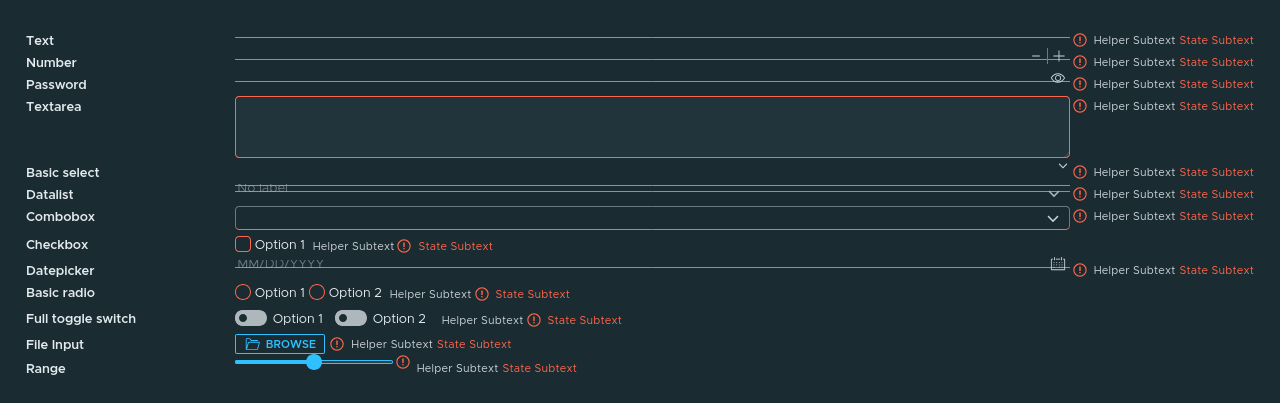 Text Helper Subtext State Subtext
Number Helper Subtext State Subtext
Password Helper Subtext State Subtext
Textarea Helper Subtext State Subtext
Basic select Helper Subtext State Subtext
Datalist No label Helper Subtext State Subtext
Combobox Helper Subtext State Subtext
Checkbox Option 1 Helper Subtext State Subtext
Datepicker MM/DD/YYYY Helper Subtext State Subtext
Basic radio Option 1 Option 2 Helper Subtext State Subtext
Full toggle switch Option 1 Option 2 Helper Subtext State Subtext
File Input BROWSE Helper Subtext State Subtext
Range Helper Subtext State Subtext